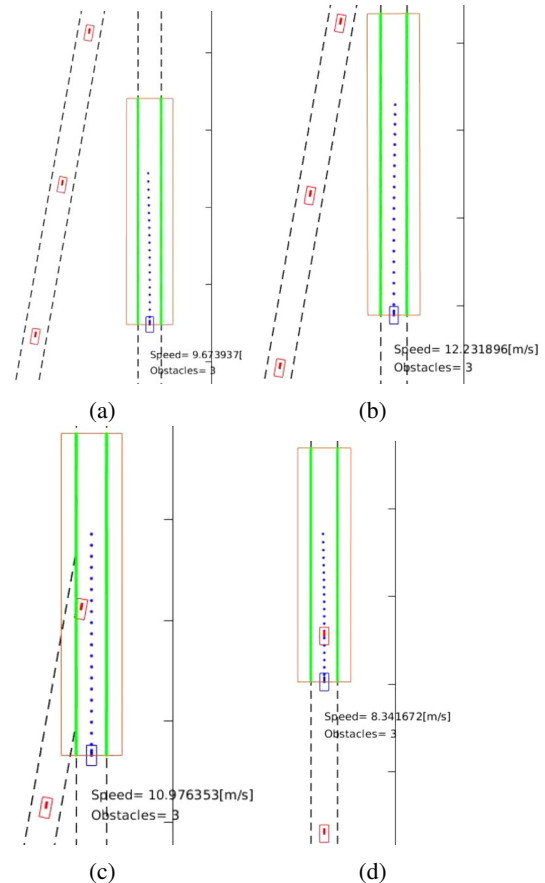 Speed= 9.673937[
Obstacles= 3
Speed= 12.231896[m/s]
Obstacles= 3
(a)
(b)
Speed= 10.976353[m/s]
Obstacles= 3
Speed= 8.341672[m/s]
Obstacles= 3
(c)
(d)